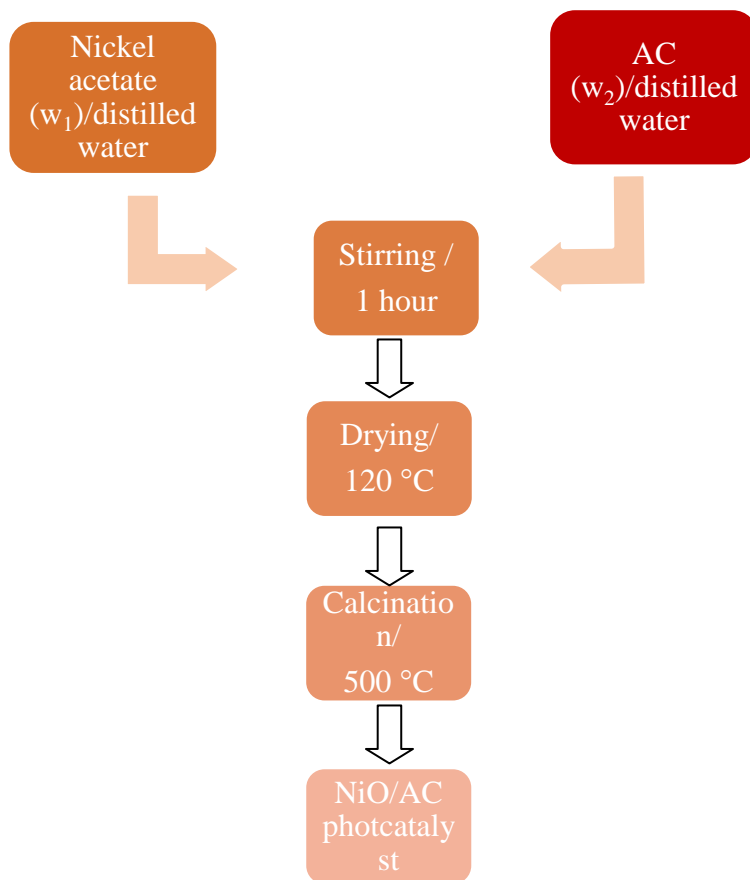 Nickel
acetate
(w₁)/distilled
water
AC
(w₂)/distilled
water
Stirring /
1 hour
Drying/
120 °C
Calcinatio
n/
500 °C
NiO/AC
photcataly
st